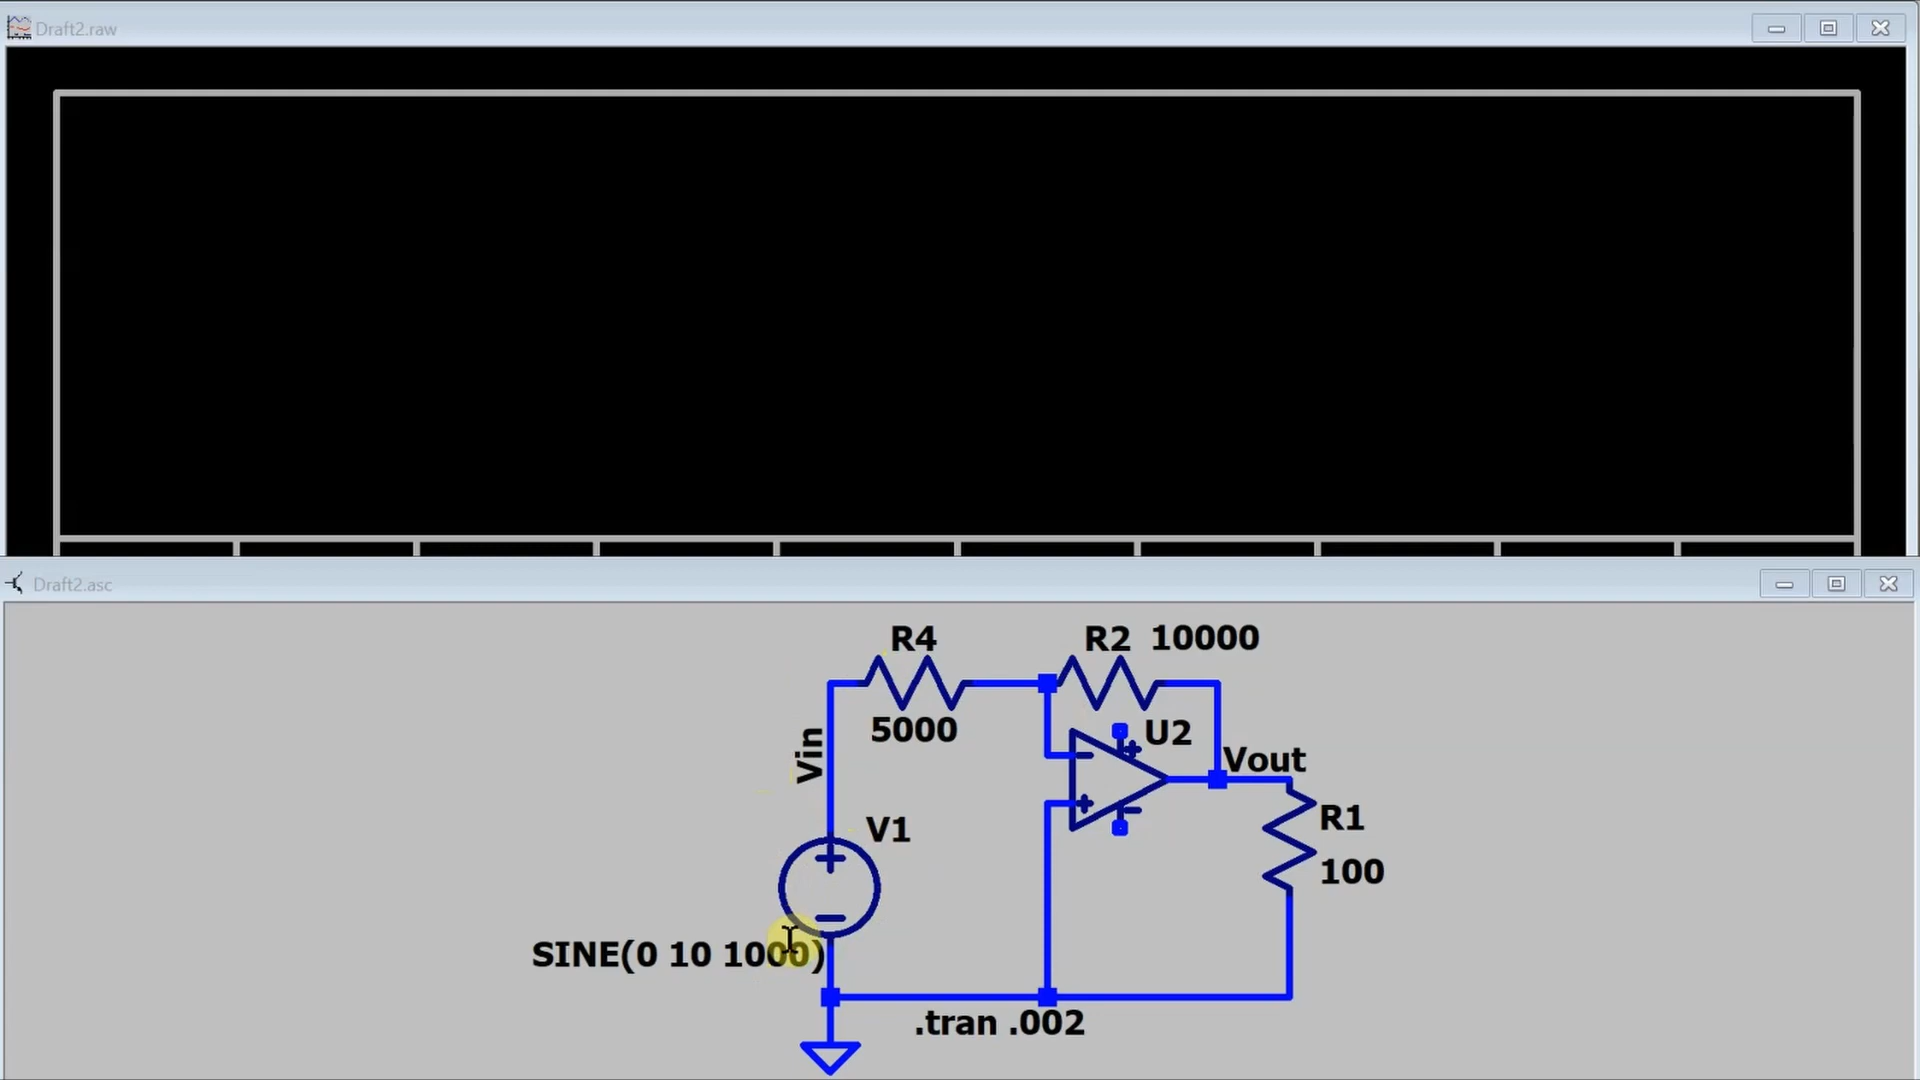 Draft2.raw
Draft2.asc
R4
R2 10000
5000
U2
Vin
Vout
V1
R1
100
SINE(0 10 1000)
.tran .002